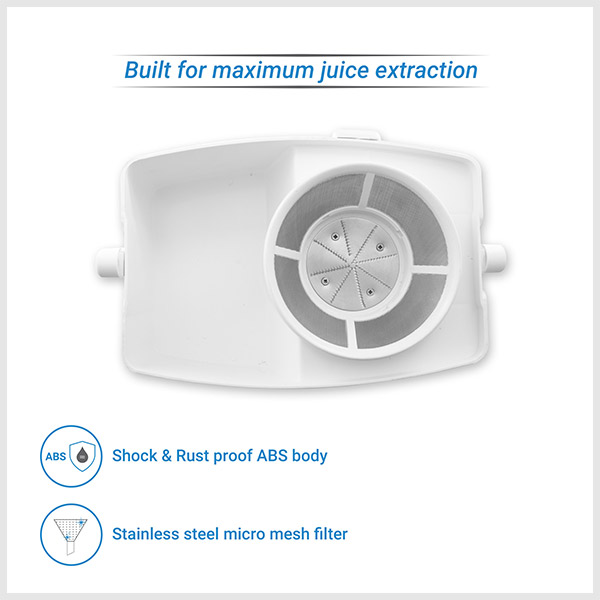 Built for maximum juice extraction
ABS
Shock & Rust proof ABS body
Stainless steel micro mesh filter